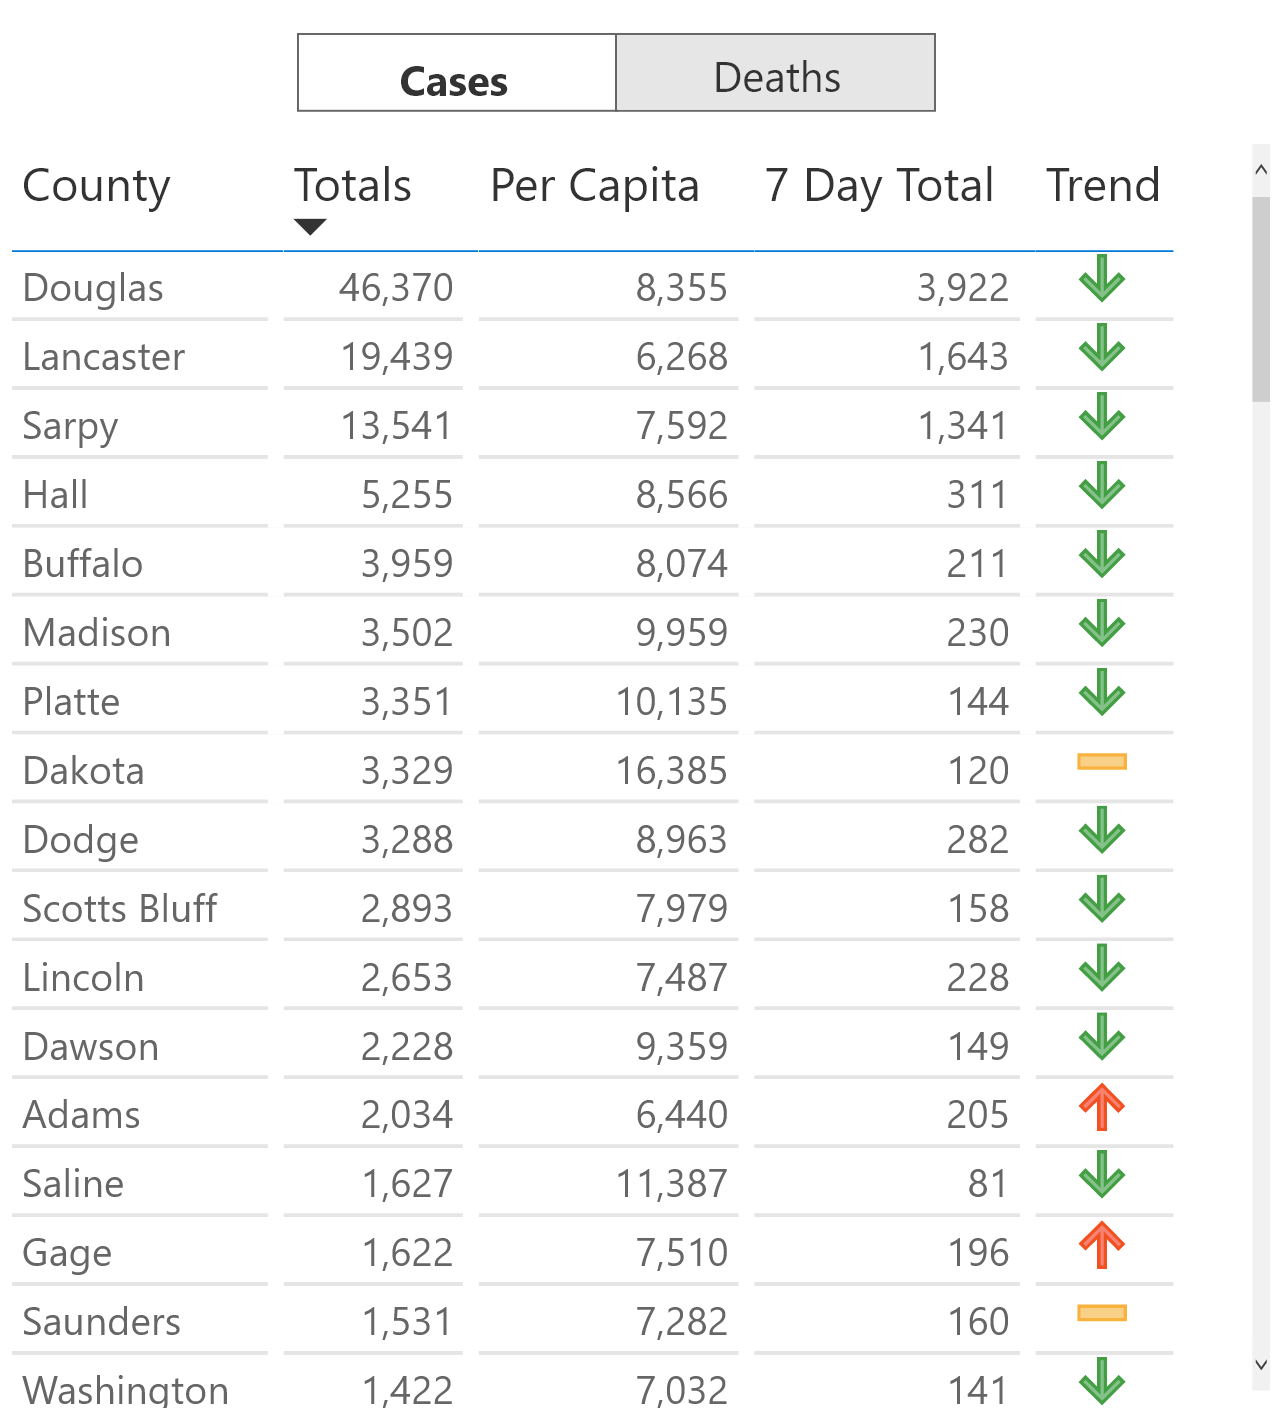 Cases Deaths
County Totals Per Capita 7 Day Total Trend
Douglas 46,370 8,355 3,922
Lancaster 19,439 6,268 1,643
Sarpy 13,541 7,592 1,341
Hall 5,255 8,566 311
Buffalo 3,959 8,074 211
Madison 3,502 9,959 230
Platte 3,351 10,135 144
Dakota 3,329 16,385 120
Dodge 3,288 8,963 282
Scotts Bluff 2,893 7,979 158
Lincoln 2,653 7,487 228
Dawson 2,228 9,359 149
Adams 2,034 6,440 205
Saline 1,627 11,387 81
Gage 1,622 7,510 196
Saunders 1,531 7,282 160
Washington 1,422 7,032 141